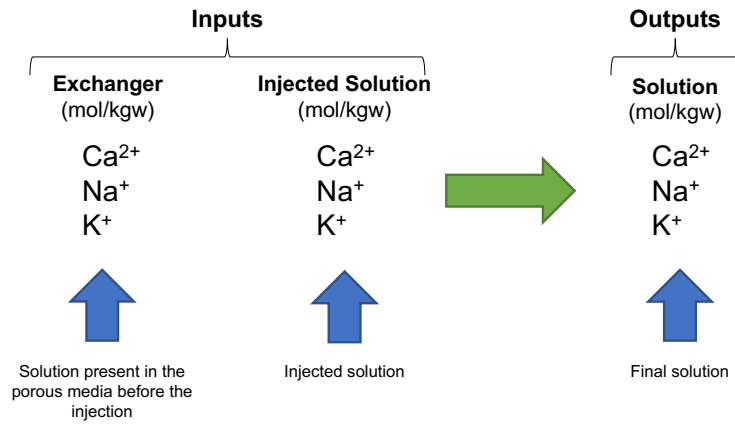 Inputs
Outputs
Exchanger
(mol/kgw)
Injected Solution
(mol/kgw)
Solution
(mol/kgw)
Ca²⁺
Na⁺
K⁺
Ca²⁺
Na⁺
K⁺
Ca²⁺
Na⁺
K⁺
Solution present in the
porous media before the
injection
Injected solution
Final solution